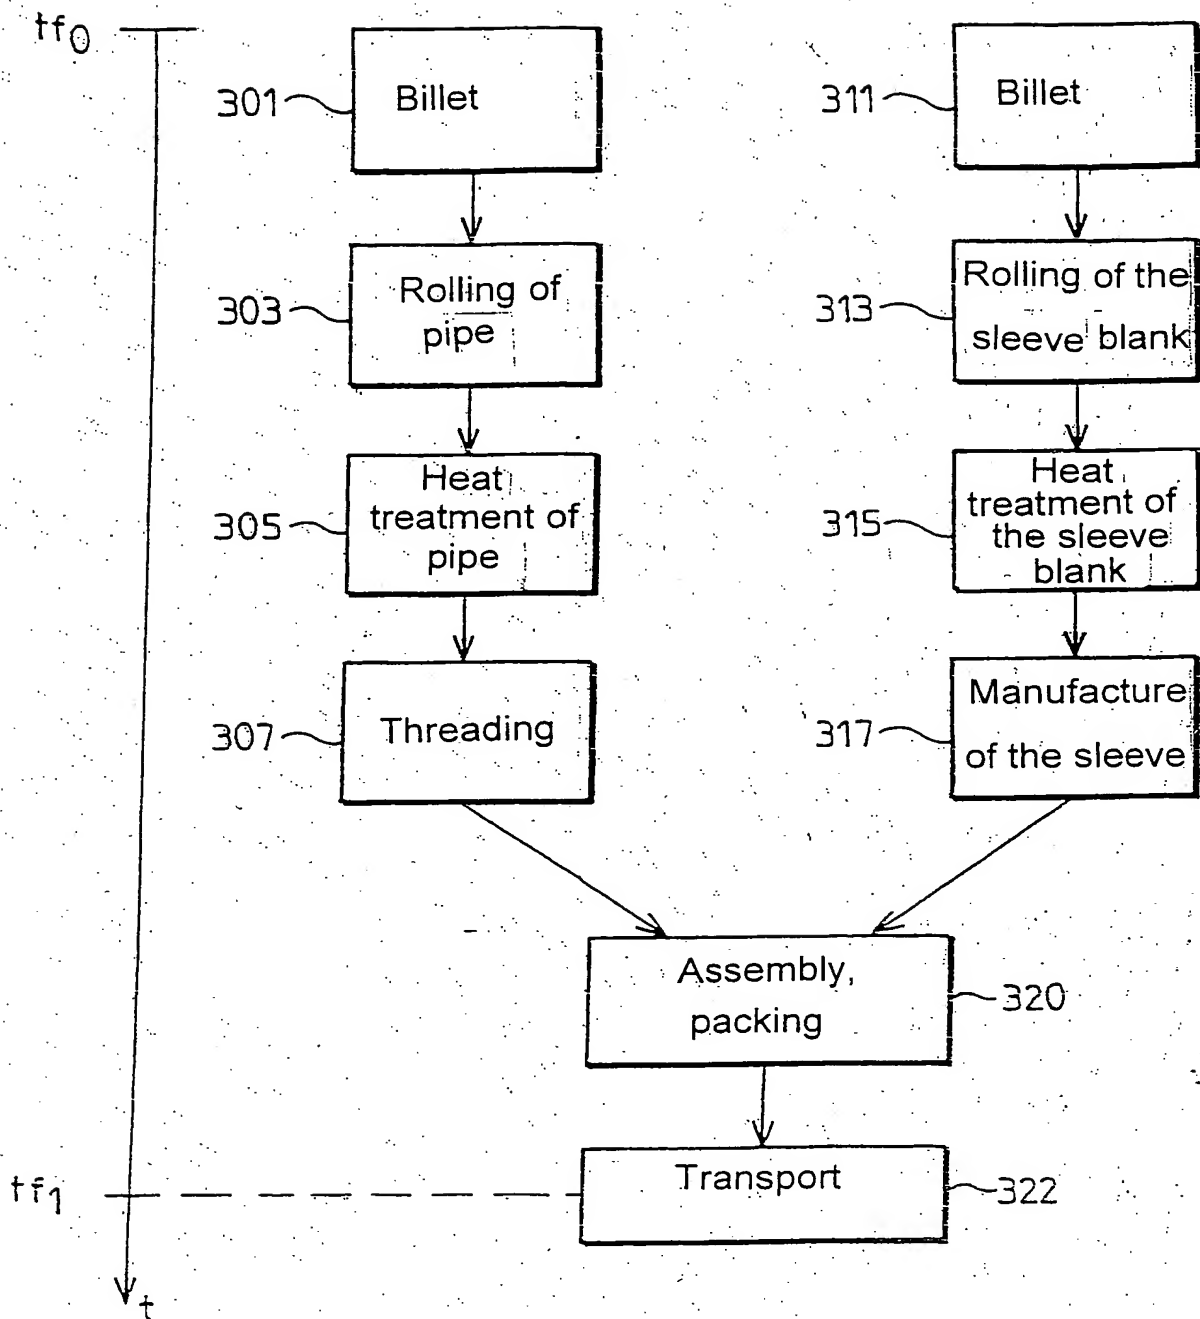 tf0
301
Billet
311
Billet
303
Rolling of
pipe
313
Rolling of the
sleeve blank
305
Heat
treatment of
pipe
315
Heat
treatment of
the sleeve
blank
307
Threading
317
Manufacture
of the sleeve
Assembly,
packing
320
tf1
Transport
322
t